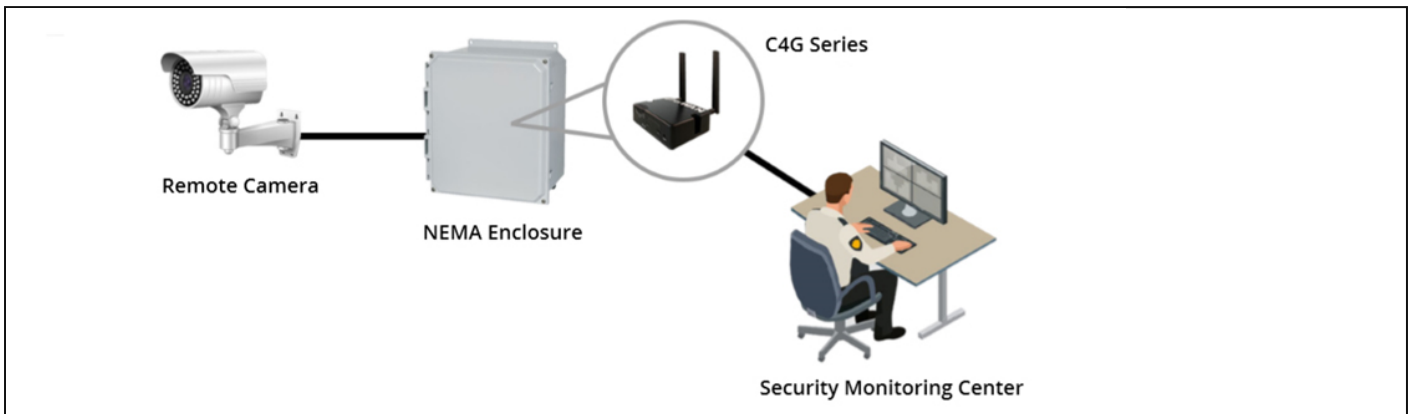 C4G Series
Remote Camera
NEMA Enclosure
Security Monitoring Center